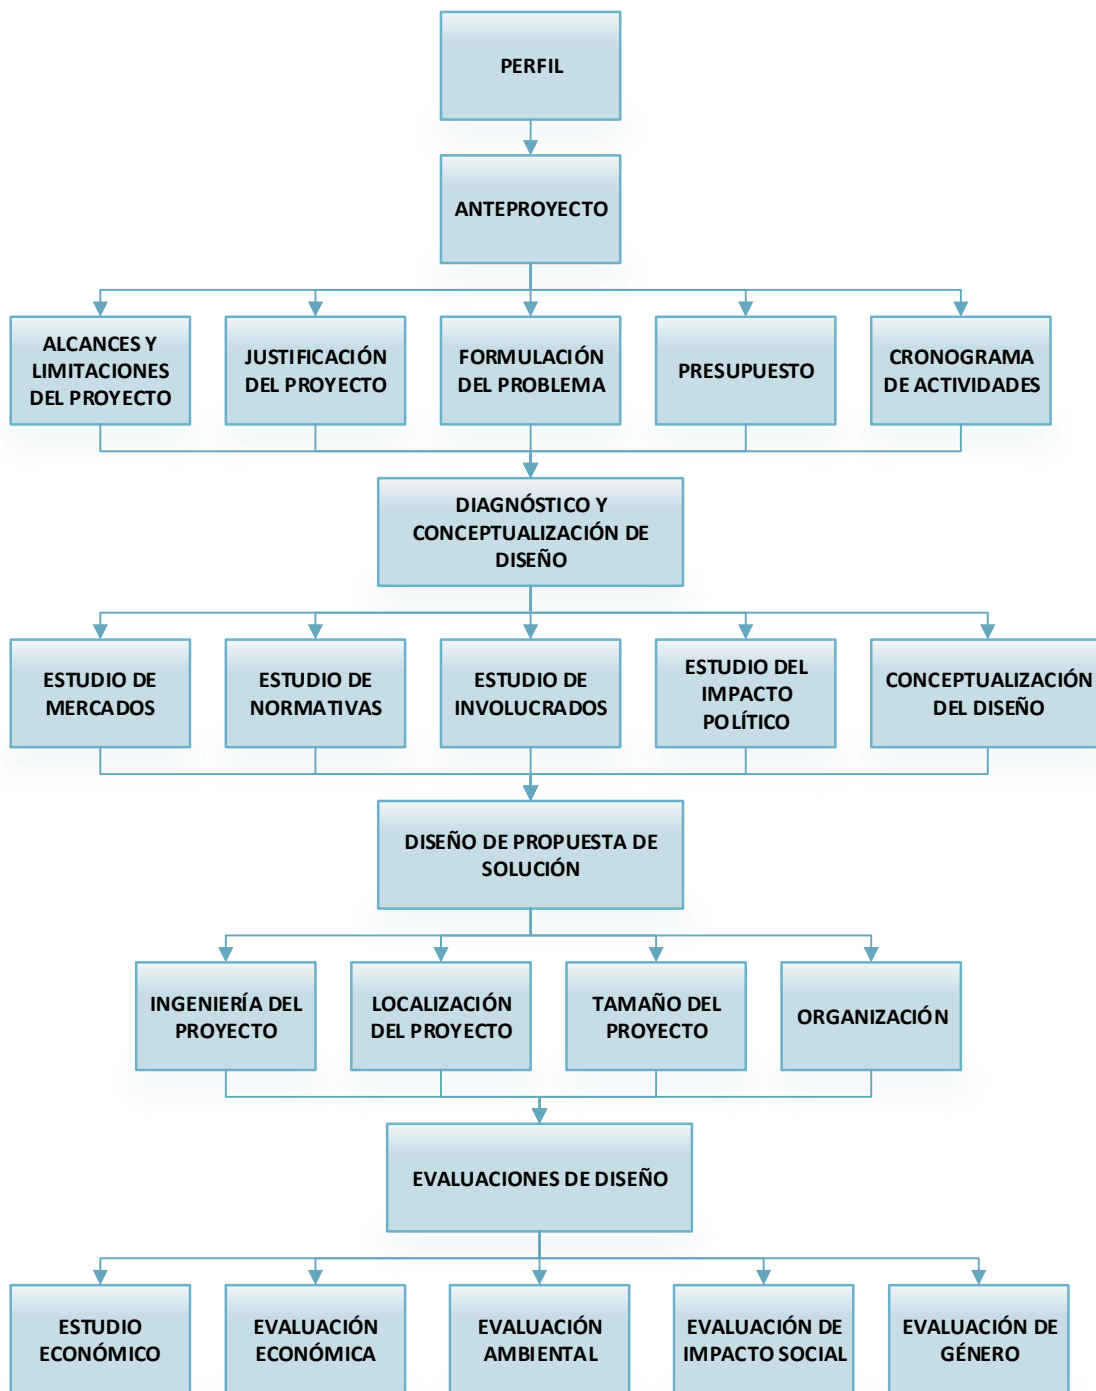 PERFIL
ANTEPROYECTO
ALCANCES Y
LIMITACIONES
DEL PROYECTO
JUSTIFICACIÓN
DEL PROYECTO
FORMULACIÓN
DEL PROBLEMA
PRESUPUESTO
CRONOGRAMA
DE ACTIVIDADES
DIAGNÓSTICO Y
CONCEPTUALIZACIÓN DE
DISEÑO
ESTUDIO DE
MERCADOS
ESTUDIO DE
NORMATIVAS
ESTUDIO DE
INVOLUCRADOS
ESTUDIO DEL
IMPACTO
POLÍTICO
CONCEPTUALIZACIÓN
DEL DISEÑO
DISEÑO DE PROPUESTA DE
SOLUCIÓN
INGENIERÍA DEL
PROYECTO
LOCALIZACIÓN
DEL PROYECTO
TAMAÑO DEL
PROYECTO
ORGANIZACIÓN
EVALUACIONES DE DISEÑO
ESTUDIO
ECONÓMICO
EVALUACIÓN
ECONÓMICA
EVALUACIÓN
AMBIENTAL
EVALUACIÓN DE
IMPACTO SOCIAL
EVALUACIÓN DE
GÉNERO